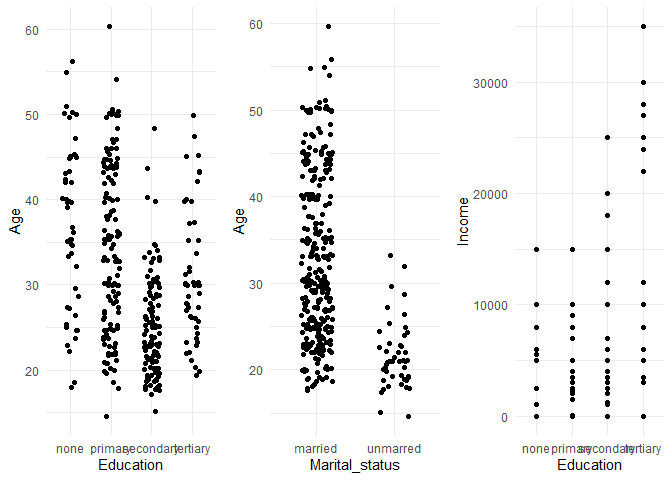 60
50
40
30
20
Age
none primary secondary tertiary
Education
60
50
40
30
20
Age
married unmarred
Marital_status
30000
20000
10000
0
Income
none primary secondary tertiary
Education